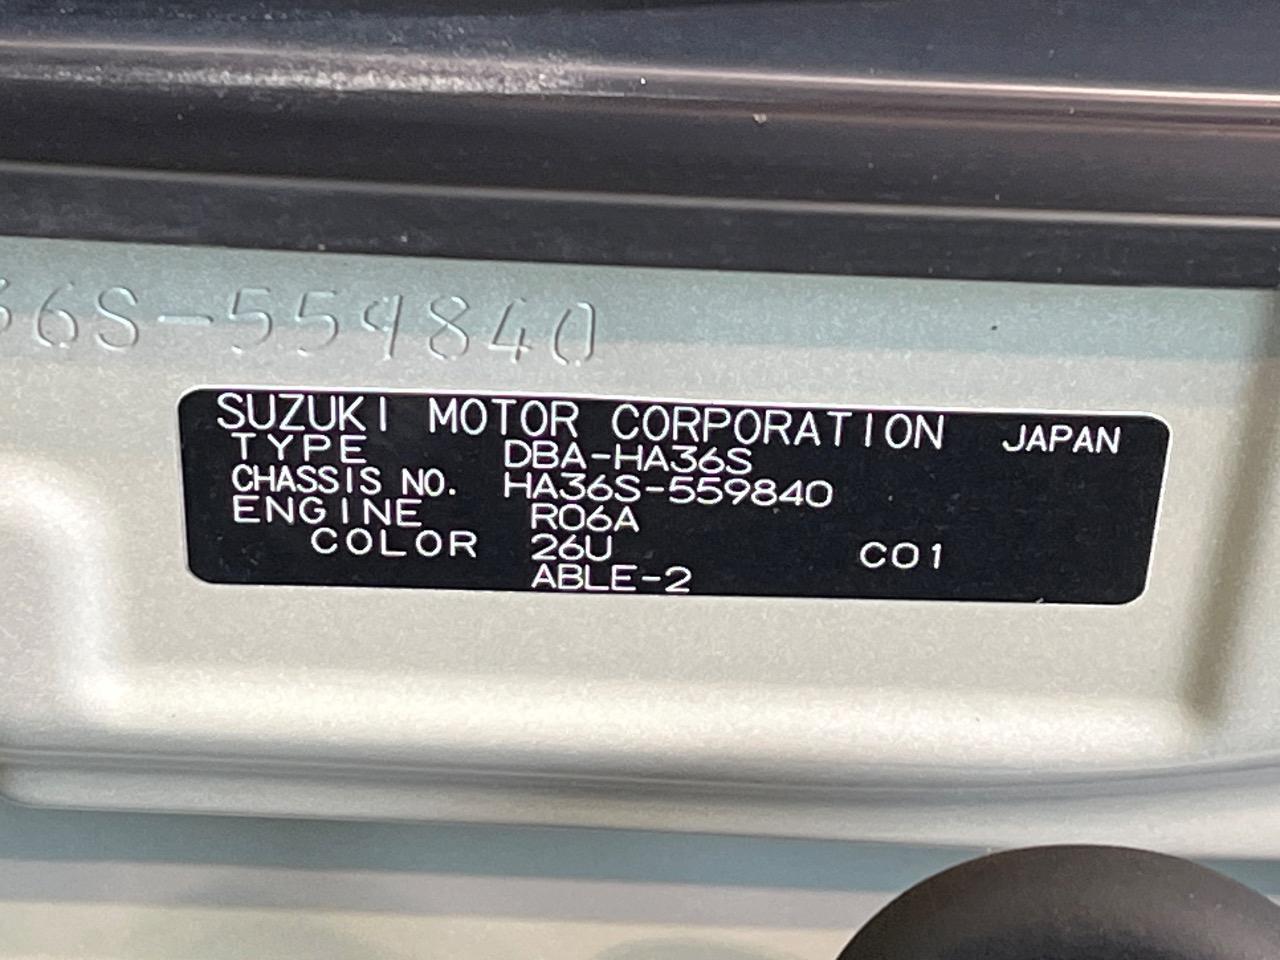 36S-559840
SUZUKI MOTOR CORPORATION JAPAN
TYPE DBA-HA36S
CHASSIS NO. HA36S-559840
ENGINE R06A
COLOR 26U C01
ABLE-2